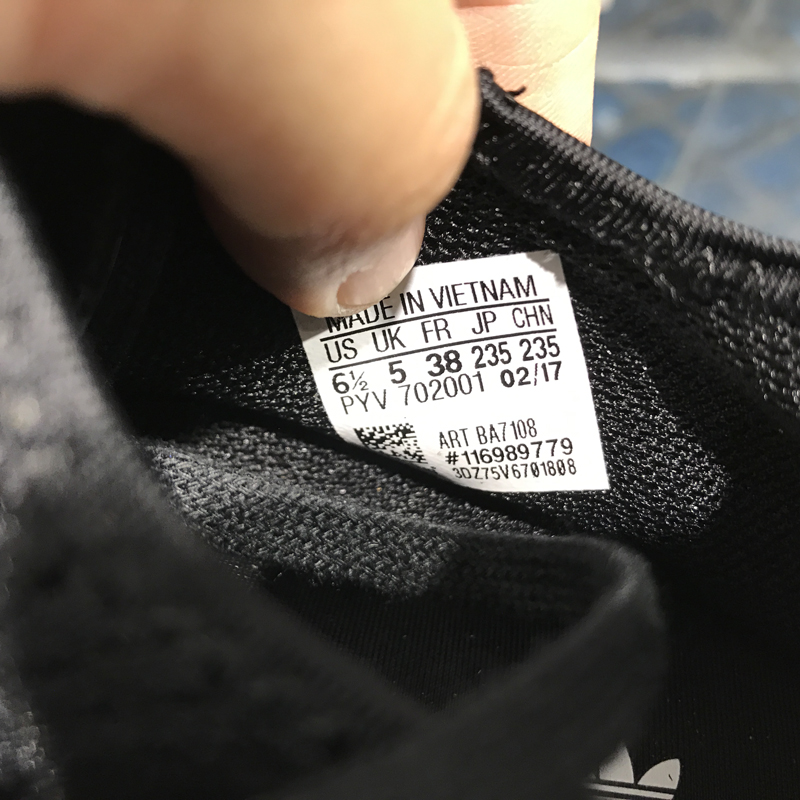 MADE IN VIETNAM
US UK FR JP CHN
6½ 5 38 235 235
PYV 702001 02/17
ART BA7108
#116989779
3DZ75V6701808